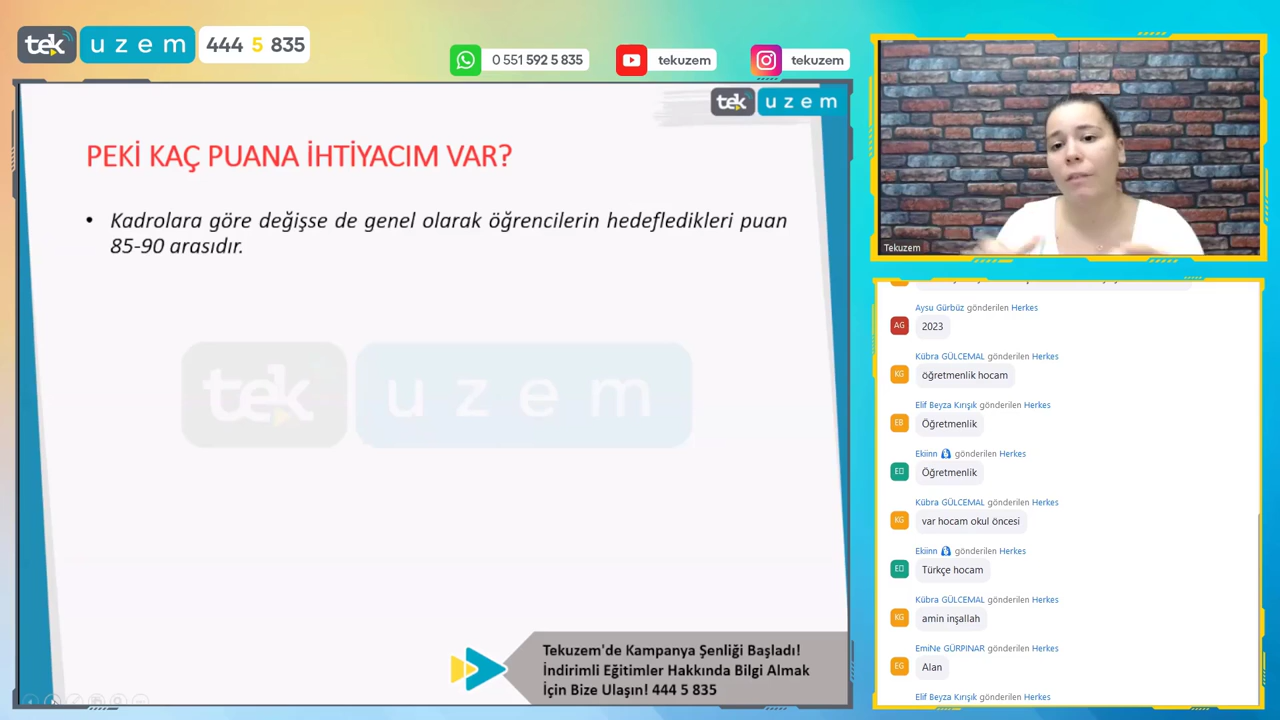 tek uzem 444 5 835
0 551 592 5 835
tekuzem
tekuzem
tek uzem
PEKİ KAÇ PUANA İHTİYACIM VAR?
• Kadrolara göre değişse de genel olarak öğrencilerin hedefledikleri puan
85-90 arasıdır.
tek uzem
Tekuzem'de Kampanya Şenliği Başladı!
İndirimli Eğitimler Hakkında Bilgi Almak
İçin Bize Ulaşın! 444 5 835
Tekuzem
Aysu Gürbüz gönderilen Herkes
AG
2023
Kübra GÜLCEMAL gönderilen Herkes
KG
öğretmenlik hocam
Elif Beyza Kırışık gönderilen Herkes
EB
Öğretmenlik
Ekiinn gönderilen Herkes
Öğretmenlik
Kübra GÜLCEMAL gönderilen Herkes
KG
var hocam okul öncesi
Ekiinn gönderilen Herkes
Türkçe hocam
Kübra GÜLCEMAL gönderilen Herkes
KG
amin inşallah
EmiNe GÜRPINAR gönderilen Herkes
EG
Alan
Elif Beyza Kırışık gönderilen Herkes